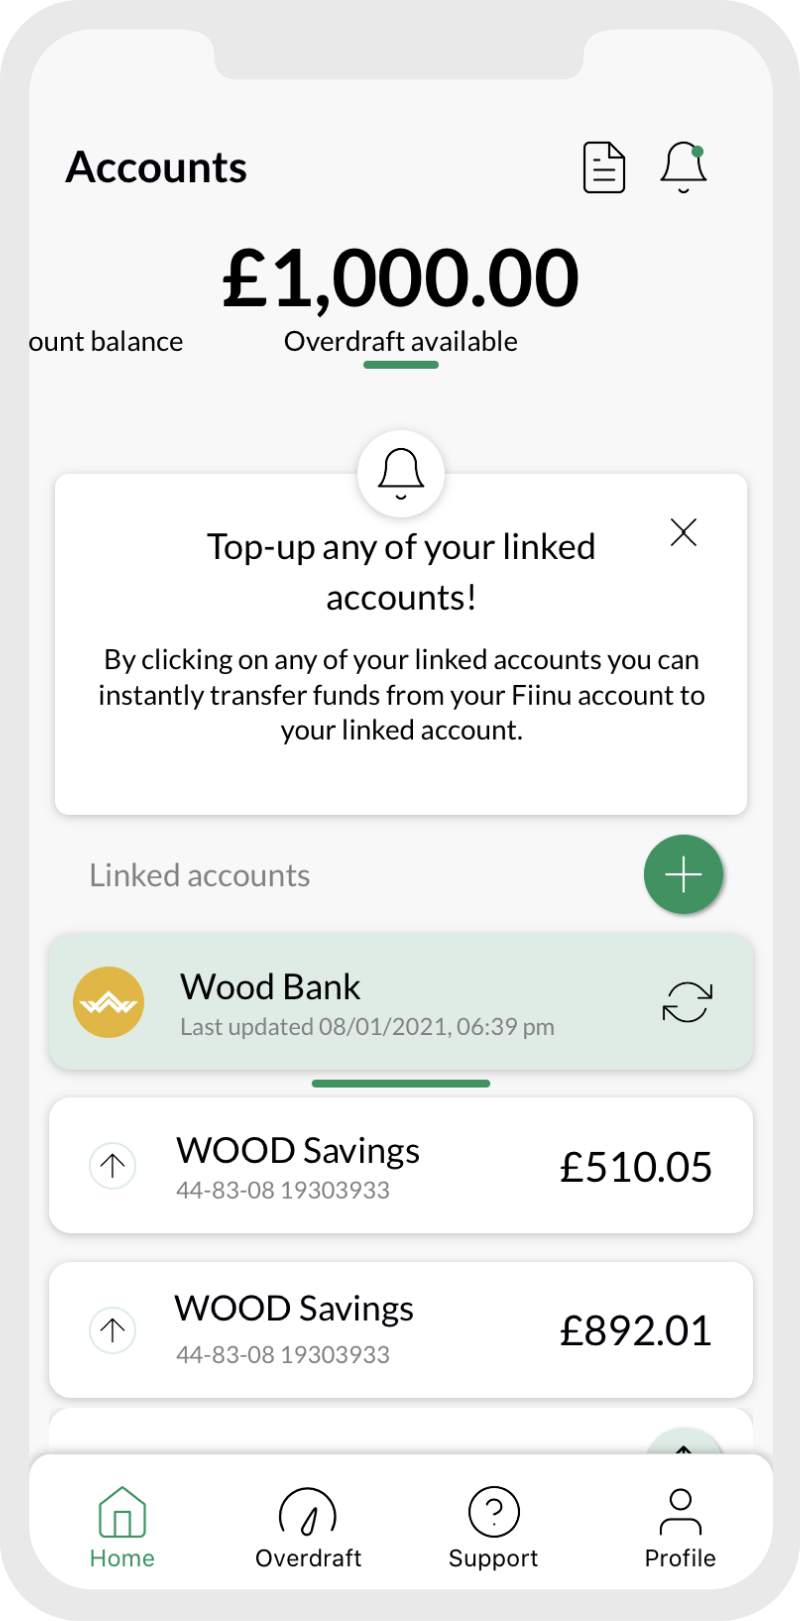 Accounts
£1,000.00
ount balance
Overdraft available
Top-up any of your linked
accounts!
By clicking on any of your linked accounts you can
instantly transfer funds from your Fiinu account to
your linked account.
Linked accounts
Wood Bank
Last updated 08/01/2021, 06:39 pm
WOOD Savings
£510.05
44-83-08 19303933
WOOD Savings
£892.01
44-83-08 19303933
Home
Overdraft
Support
Profile